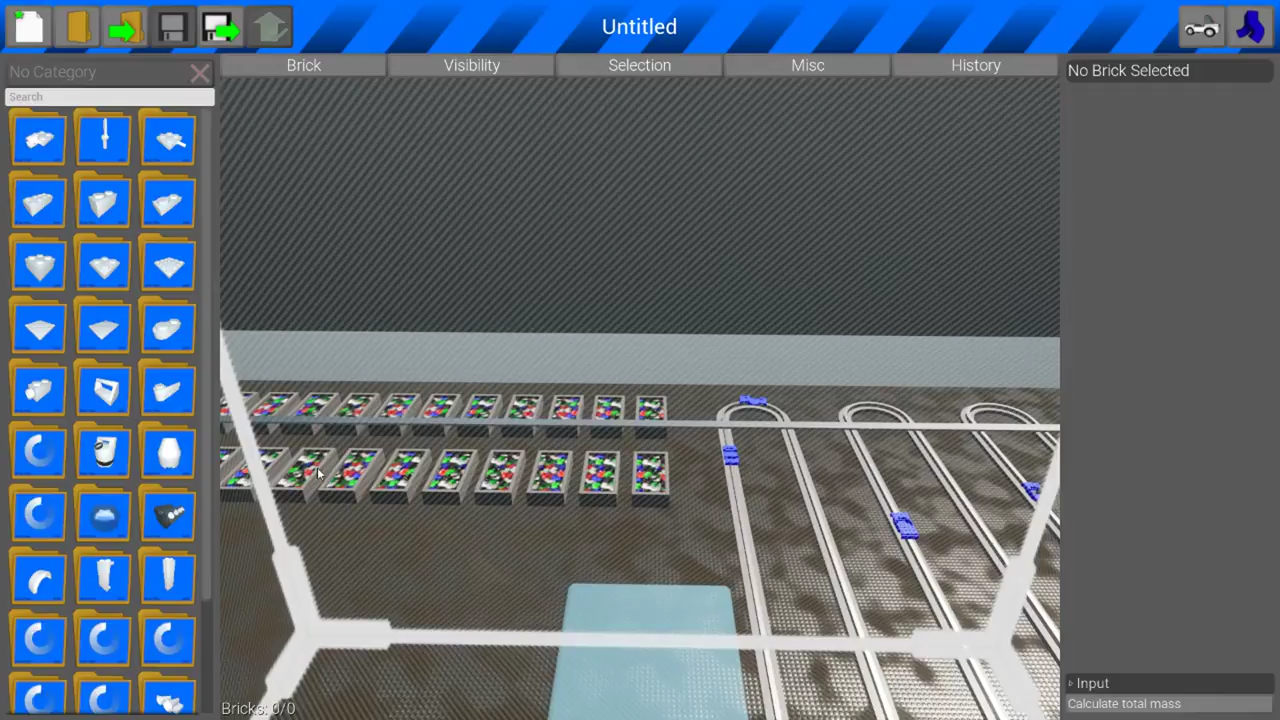 Untitled
No Category
Search
Brick
Visibility
Selection
Misc
History
No Brick Selected
Bricks: 0/0
Input
Calculate total mass